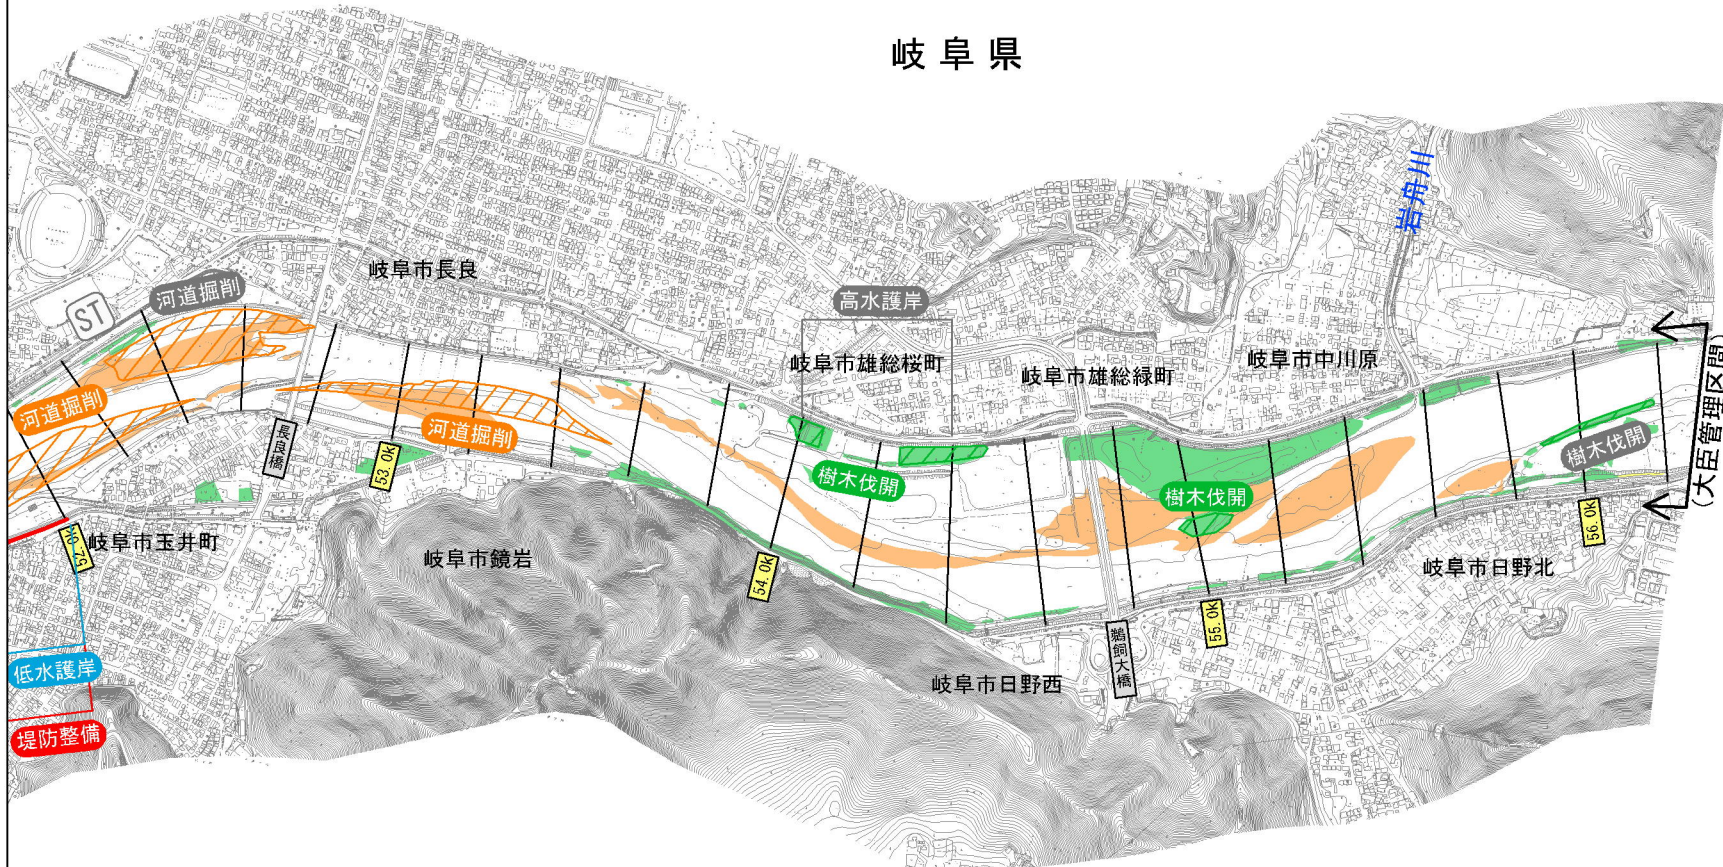 岐阜県
岩舟川
岐阜市長良
河道掘削
ST
高水護岸
岐阜市雄総桜町
岐阜市雄総緑町
岐阜市中川原
(大臣管理区間)
河道掘削
河道掘削
長良橋
53.0k
樹木伐開
樹木伐開
樹木伐開
56.0k
52.0k
岐阜市玉井町
岐阜市鏡岩
54.0k
55.0k
岐阜市日野北
鵜飼大橋
岐阜市日野西
低水護岸
堤防整備